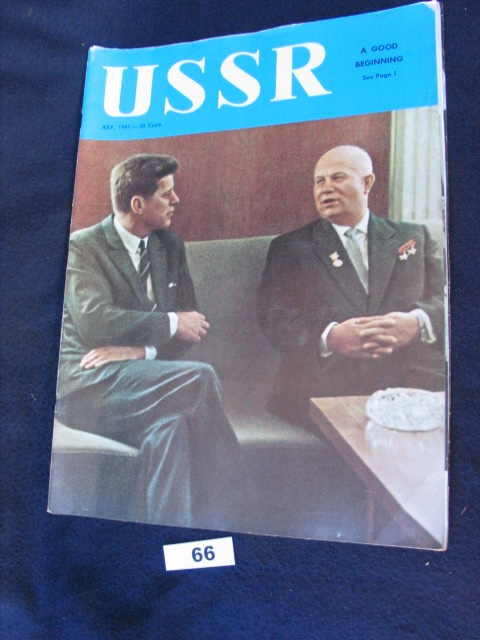 USSR
A GOOD
BEGINNING
See Page 1
JULY, 1961—20 Cents
66